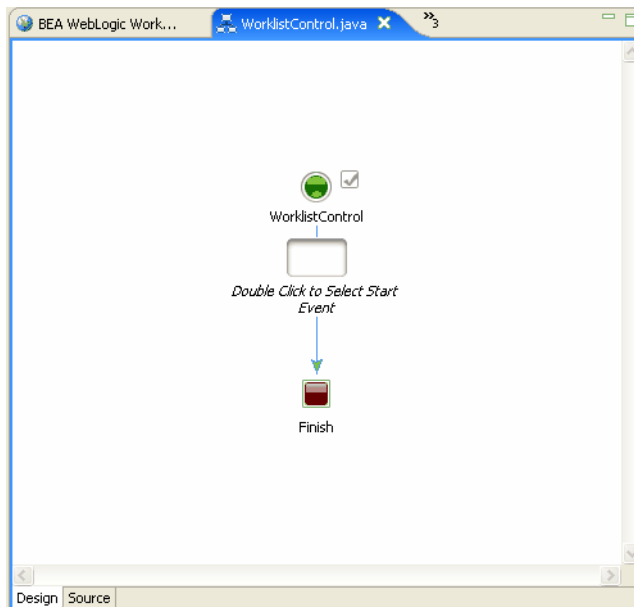 BEA WebLogic Work... WorklistControl.java »3
WorklistControl
Double Click to Select Start
Event
Finish
Design Source